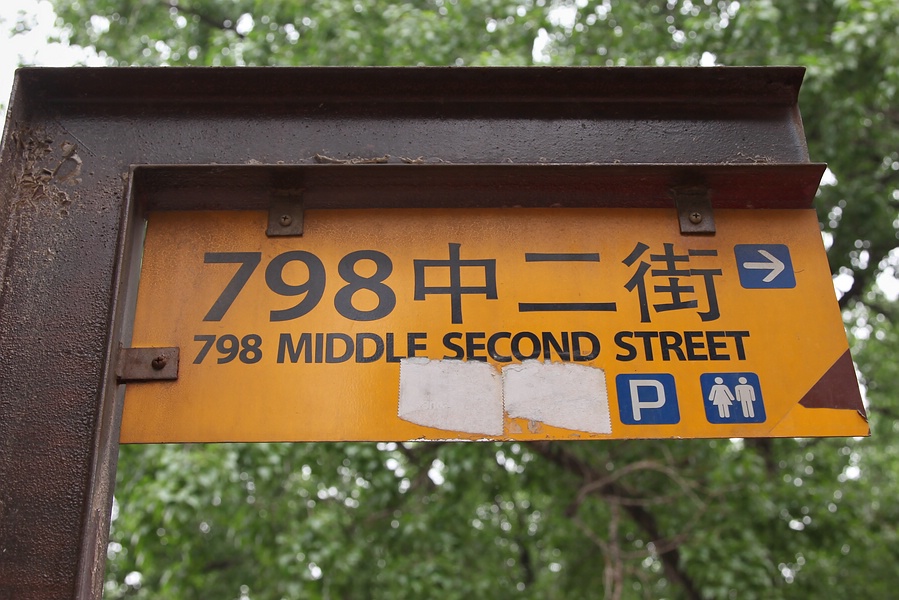 798中二街
798 MIDDLE SECOND STREET
P